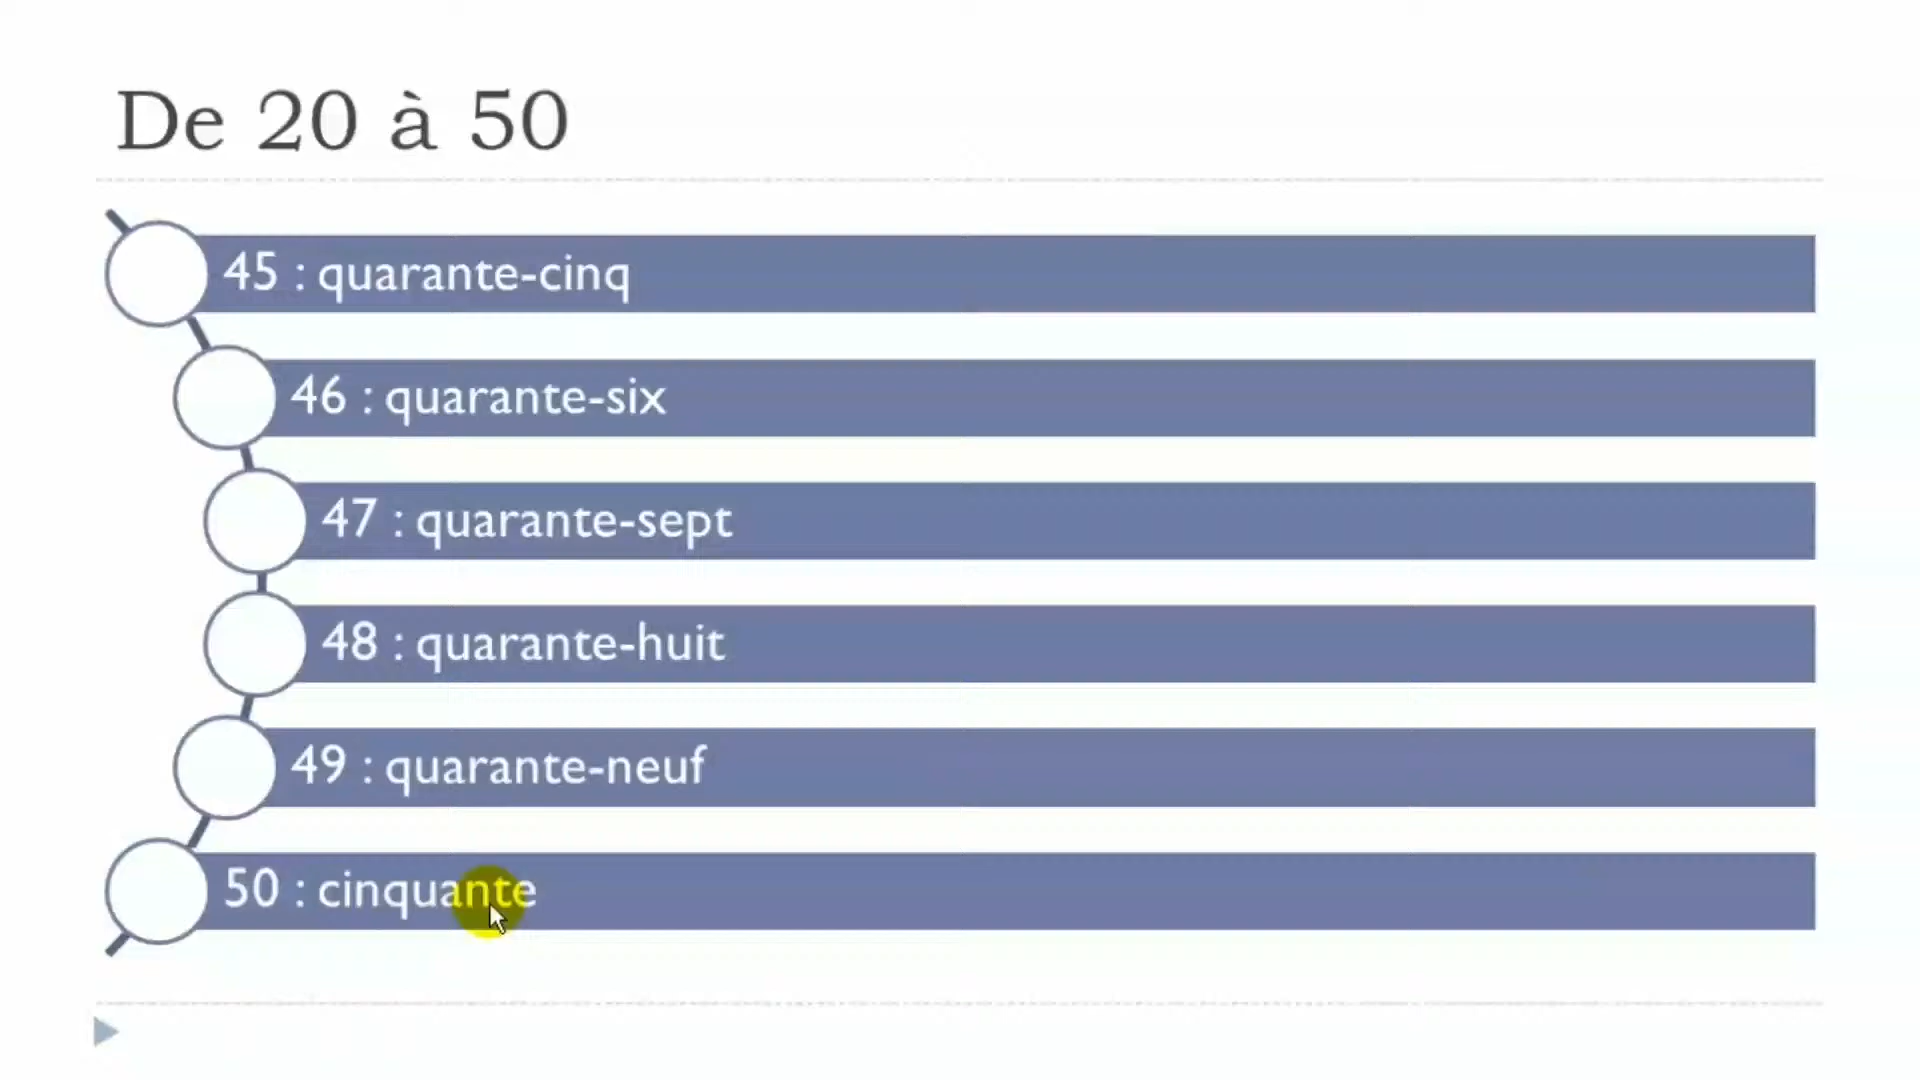 De 20 à 50
45 : quarante-cinq
46 : quarante-six
47 : quarante-sept
48 : quarante-huit
49 : quarante-neuf
50 : cinquante